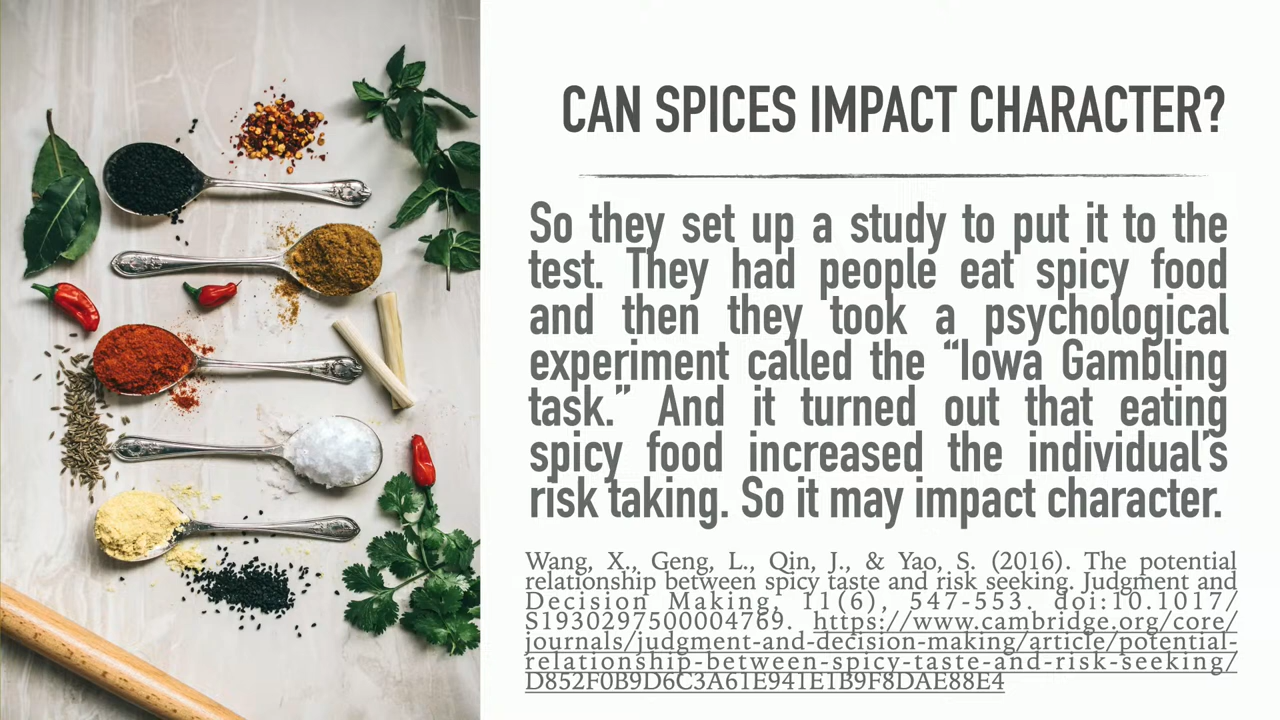 CAN SPICES IMPACT CHARACTER?
So they set up a study to put it to the
test. They had people eat spicy food
and then they took a psychological
experiment called the “Iowa Gambling
task.” And it turned out that eating
spicy food increased the individual's
risk taking. So it may impact character.
Wang, X., Geng, L., Qin, J., & Yao, S. (2016). The potential
relationship between spicy taste and risk seeking. Judgment and
Decision Making, 11(6), 547-553. doi:10.1017/
S1930297500004769. https://www.cambridge.org/core/
journals/judgment-and-decision-making/article/potential-
relationship-between-spicy-taste-and-risk-seeking/
D852F0B9D6C3A61E941E1B9F8DAE88E4